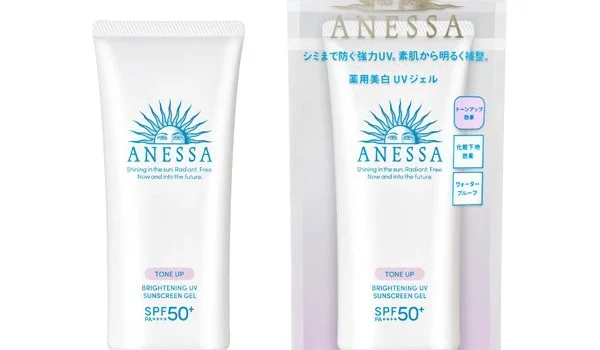 ANESSA
Shining in the sun. Radiant. Free.
Now and into the future.
TONE UP
BRIGHTENING UV
SUNSCREEN GEL
SPF50+
PA++++
ANESSA
シミまで防ぐ強力UV。素肌から明るく補整。
薬用美白 UVジェル
トーンアップ
効果
化粧下地
効果
ウォーター
プルーフ
ANESSA
Shining in the sun. Radiant. Free.
Now and into the future.
TONE UP
BRIGHTENING UV
SUNSCREEN GEL
SPF50+
PA++++